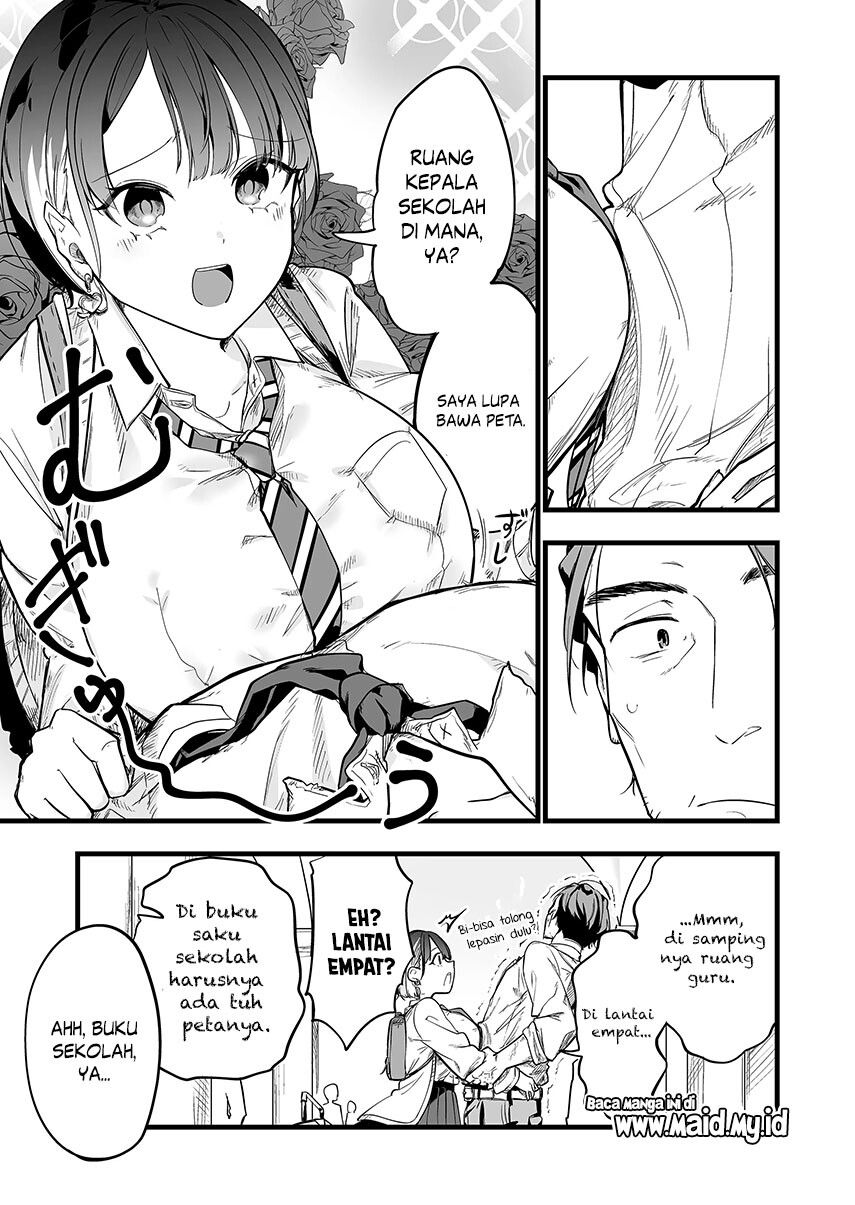 RUANG
KEPALA
SEKOLAH
DI MANA,
YA?
SAYA LUPA
BAWA PETA.
むぎゅう
ずしー
...Mmm,
di samping
nya ruang
guru.
Di lantai
empat...
Bi-bisa tolong
lepasin dulu?!
EH?
LANTAI
EMPAT?
Di buku
saku
sekolah
harusnya
ada tuh
petanya.
AHH, BUKU
SEKOLAH,
YA...
Baca Manga ini di
www.Maid.My.id